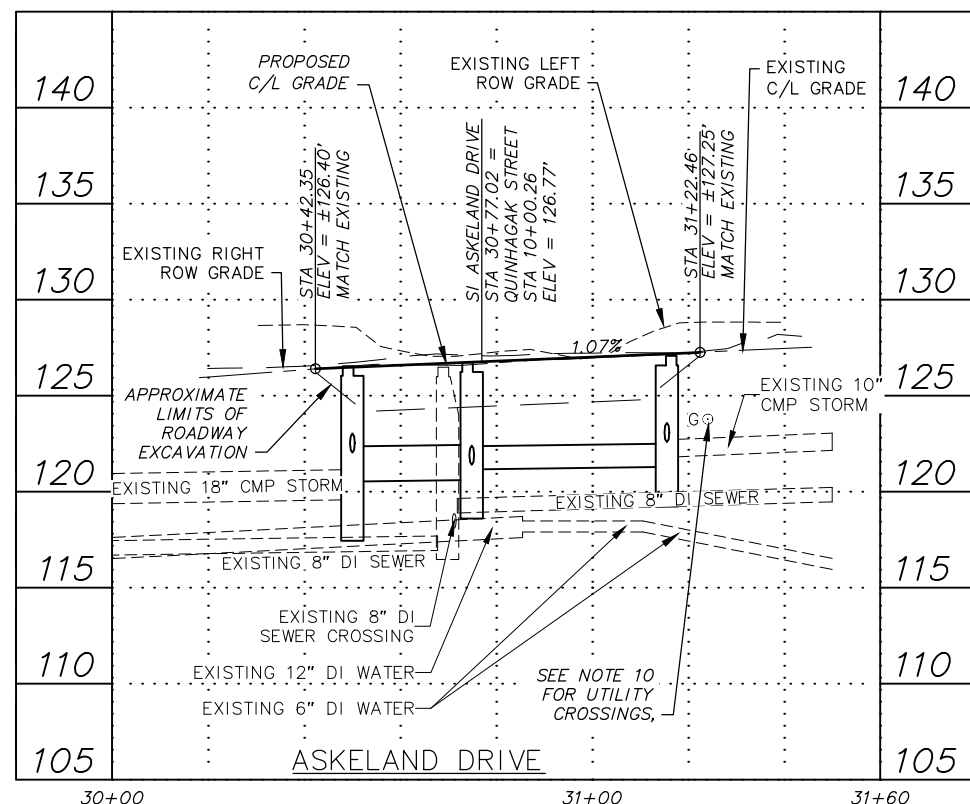 PROPOSED
C/L GRADE
EXISTING LEFT
ROW GRADE
EXISTING
C/L GRADE
140
140
135
135
130
130
125
125
120
120
115
115
110
110
105
105
STA 30+42.35
ELEV = ±126.40'
MATCH EXISTING
SI ASKELAND DRIVE
STA 30+77.02 =
QUINHAGAK STREET
STA 10+00.26
ELEV = 126.77'
STA 31+22.46
ELEV = ±127.25'
MATCH EXISTING
EXISTING RIGHT
ROW GRADE
1.07%
APPROXIMATE
LIMITS OF
ROADWAY
EXCAVATION
EXISTING 10"
CMP STORM
G
EXISTING 18" CMP STORM
EXISTING 8" DI SEWER
EXISTING 8" DI SEWER
EXISTING 8" DI
SEWER CROSSING
EXISTING 12" DI WATER
EXISTING 6" DI WATER
SEE NOTE 10
FOR UTILITY
CROSSINGS,
ASKELAND DRIVE
30+00
31+00
31+60